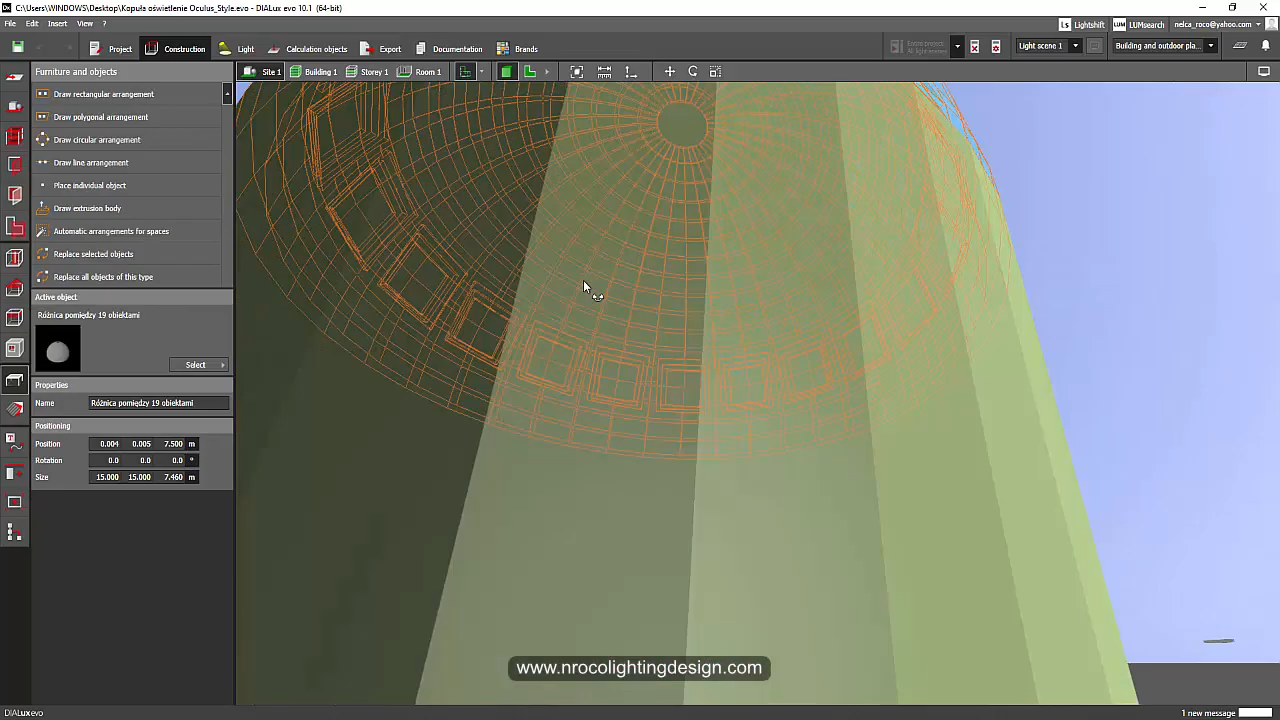 C:\Users\WINDOWS\Desktop\Kopuła oświetlenie Oculus_Style.evo - DIALux evo 10.1 (64-bit)
File Edit Insert View ?
Lightshift LUMsearch nelca_roco@yahoo.com
Project Construction Light Calculation objects Export Documentation Brands
Entire project
All light scenes
Light scene 1
Building and outdoor pla...
Furniture and objects
Site 1 Building 1 Storey 1 Room 1
Draw rectangular arrangement
Draw polygonal arrangement
Draw circular arrangement
Draw line arrangement
Place individual object
Draw extrusion body
Automatic arrangements for spaces
Replace selected objects
Replace all objects of this type
Active object
Różnica pomiędzy 19 obiektami
Select
Properties
Name Różnica pomiędzy 19 obiektami
Positioning
Position 0.004 0.005 7.500 m
Rotation 0.0 0.0 0.0 °
Size 15.000 15.000 7.460 m
www.nrocolightingdesign.com
DIALux evo
1 new message